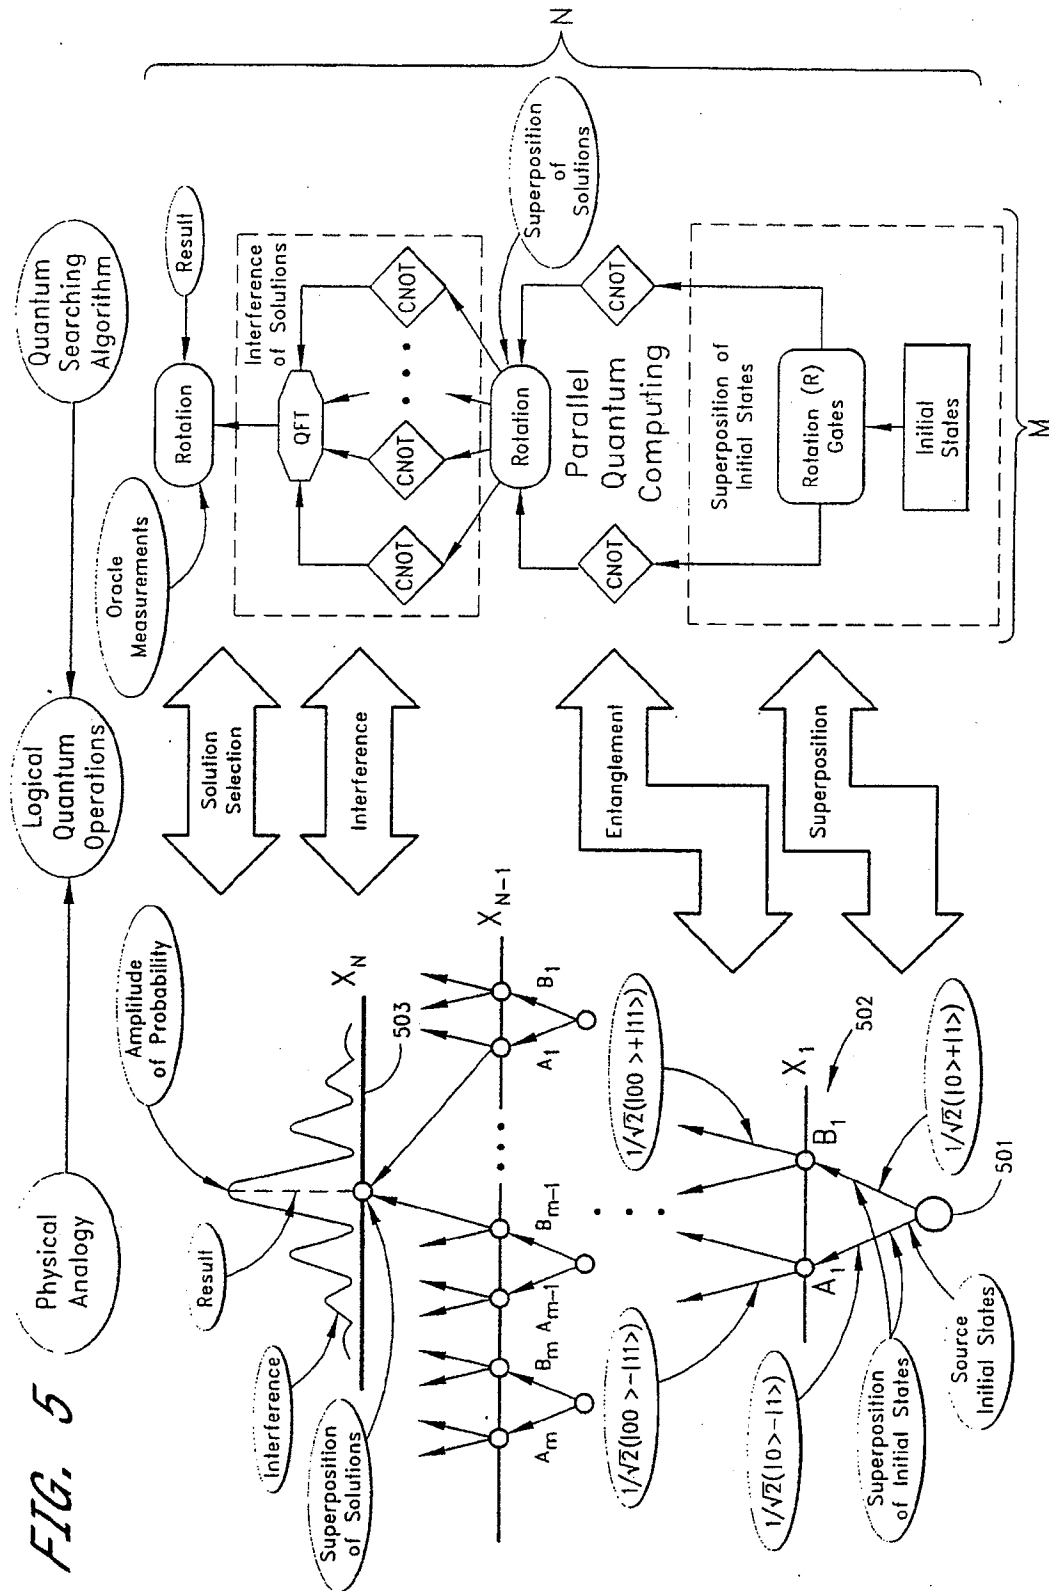 FIG. 5
Physical
Analogy
Logical
Quantum
Operations
Quantum
Searching
Algorithm
Amplitude
of Probability
Result
Interference
Superposition
of Solutions
X_N
503
A_m
B_m
A_m-1
B_m-1
A_1
B_1
X_N-1
1/√2(|00>-|11>)
1/√2(|00>+|11>)
A_1
B_1
X_1
502
1/√2(|0>-|1>)
1/√2(|0>+|1>)
Superposition
of Initial States
Source
Initial States
501
Solution
Selection
Interference
Entanglement
Superposition
Oracle
Measurements
Rotation
Result
Interference
of Solutions
QFT
CNOT
CNOT
CNOT
Rotation
Superposition
of
Solutions
Parallel
Quantum
Computing
CNOT
CNOT
Superposition of
Initial States
Rotation (R)
Gates
Initial
States
M
N